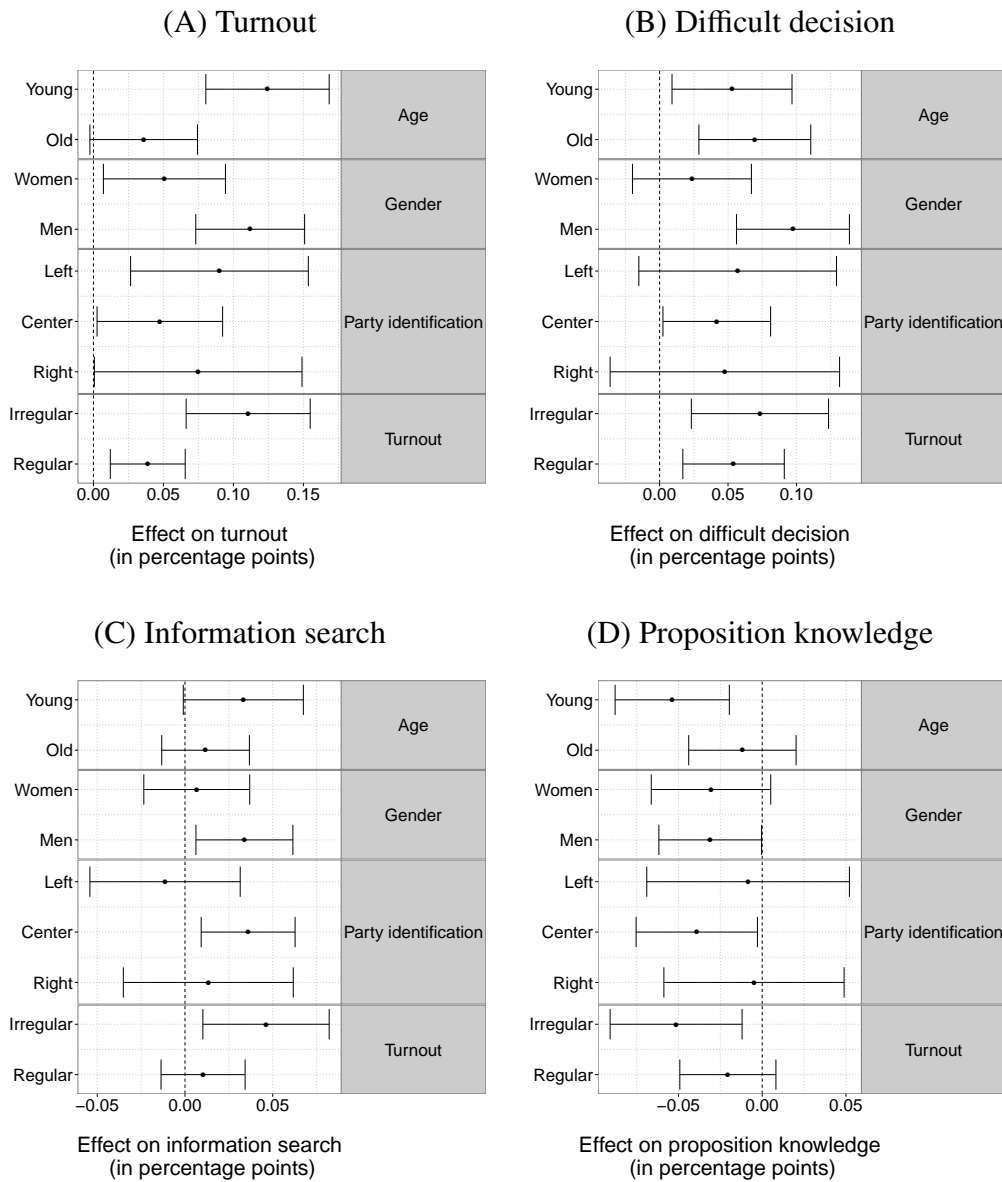 (A) Turnout
Young
Old
Age
Women
Men
Gender
Left
Center
Right
Party identification
Irregular
Regular
Turnout
0.00 0.05 0.10 0.15
Effect on turnout
(in percentage points)
(B) Difficult decision
Young
Old
Age
Women
Men
Gender
Left
Center
Right
Party identification
Irregular
Regular
Turnout
0.00 0.05 0.10
Effect on difficult decision
(in percentage points)
(C) Information search
Young
Old
Age
Women
Men
Gender
Left
Center
Right
Party identification
Irregular
Regular
Turnout
−0.05 0.00 0.05
Effect on information search
(in percentage points)
(D) Proposition knowledge
Young
Old
Age
Women
Men
Gender
Left
Center
Right
Party identification
Irregular
Regular
Turnout
−0.05 0.00 0.05
Effect on proposition knowledge
(in percentage points)